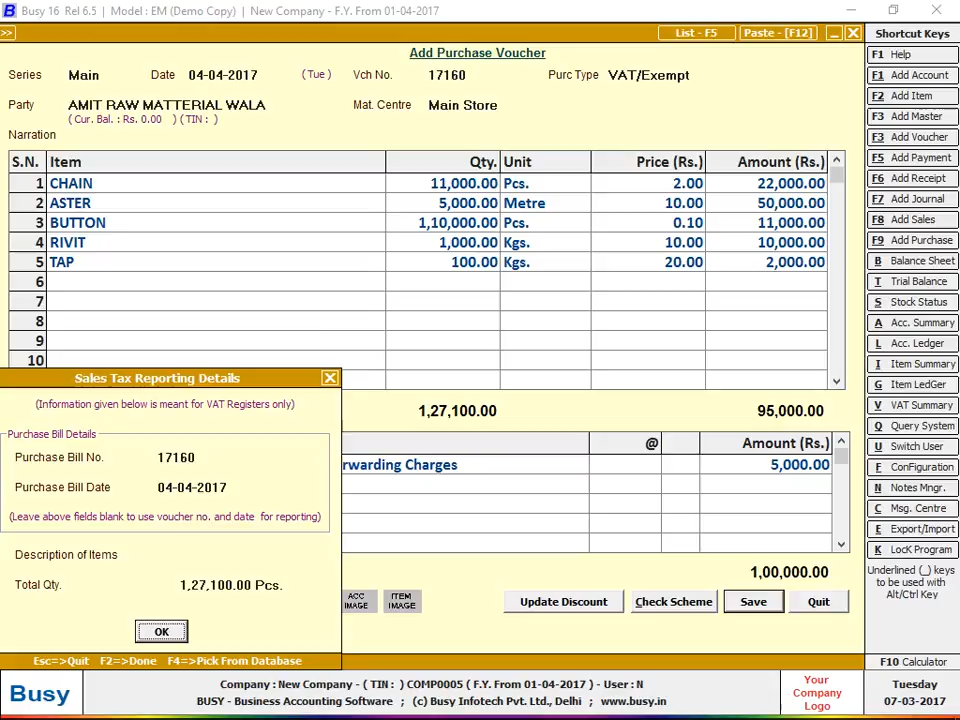 Busy 16 Rel 6.5 | Model : EM (Demo Copy) | New Company - F.Y. From 01-04-2017
>> List - F5 Paste - [F12]
Add Purchase Voucher
Series Main Date 04-04-2017 (Tue) Vch No. 17160 Purc Type VAT/Exempt
Party AMIT RAW MATTERIAL WALA Mat. Centre Main Store
( Cur. Bal. : Rs. 0.00 ) ( TIN : )
Narration
S.N. Item Qty. Unit Price (Rs.) Amount (Rs.)
1 CHAIN 11,000.00 Pcs. 2.00 22,000.00
2 ASTER 5,000.00 Metre 10.00 50,000.00
3 BUTTON 1,10,000.00 Pcs. 0.10 11,000.00
4 RIVIT 1,000.00 Kgs. 10.00 10,000.00
5 TAP 100.00 Kgs. 20.00 2,000.00
6
7
8
9
10
1,27,100.00 95,000.00
@ Amount (Rs.)
rwarding Charges 5,000.00
1,00,000.00
ACC IMAGE ITEM IMAGE Update Discount Check Scheme Save Quit
Sales Tax Reporting Details
(Information given below is meant for VAT Registers only)
Purchase Bill Details
Purchase Bill No. 17160
Purchase Bill Date 04-04-2017
(Leave above fields blank to use voucher no. and date for reporting)
Description of Items
Total Qty. 1,27,100.00 Pcs.
OK
Esc=>Quit F2=>Done F4=>Pick From Database
Shortcut Keys
F1 Help
F1 Add Account
F2 Add Item
F3 Add Master
F3 Add Voucher
F5 Add Payment
F6 Add Receipt
F7 Add Journal
F8 Add Sales
F9 Add Purchase
B Balance Sheet
T Trial Balance
S Stock Status
A Acc. Summary
L Acc. Ledger
I Item Summary
G Item LedGer
V VAT Summary
Q Query System
U Switch User
F ConFiguration
N Notes Mngr.
C Msg. Centre
E Export/Import
K LocK Program
Underlined (_) keys
to be used with
Alt/Ctrl Key
F10 Calculator
Busy
Company : New Company - ( TIN : ) COMP0005 ( F.Y. From 01-04-2017 ) - User : N
BUSY - Business Accounting Software ; (c) Busy Infotech Pvt. Ltd., Delhi ; www.busy.in
Your
Company
Logo
Tuesday
07-03-2017